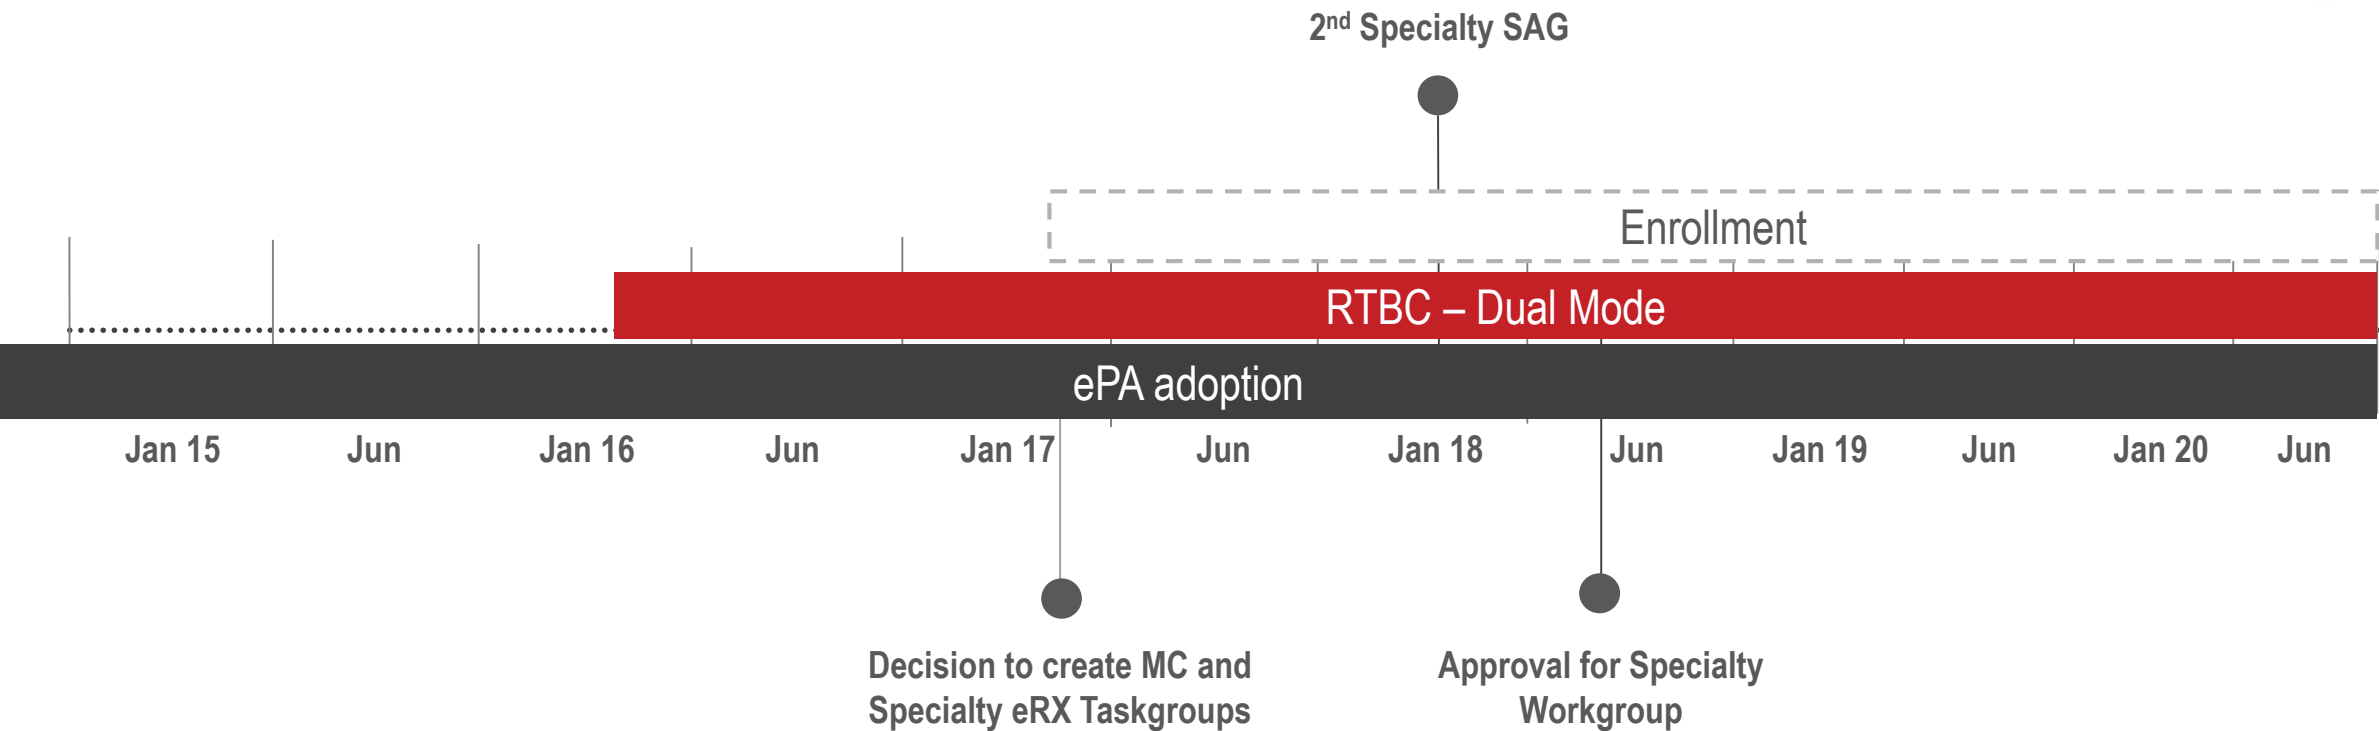 2nd Specialty SAG
Enrollment
RTBC – Dual Mode
ePA adoption
Jan 15 Jun Jan 16 Jun Jan 17 Jun Jan 18 Jun Jan 19 Jun Jan 20 Jun
Decision to create MC and
Specialty eRX Taskgroups
Approval for Specialty
Workgroup